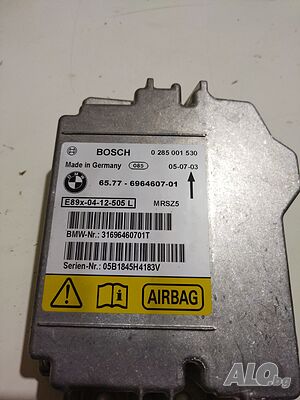 BOSCH 0 285 001 530
Made in Germany 085 05-07-03
65.77 - 6964607-01
E89x-04-12-505 L MRSZ5
BMW-Nr.: 31696460701T
Serien-Nr.: 05B1845H4183V
AIRBAG
ALO.bg